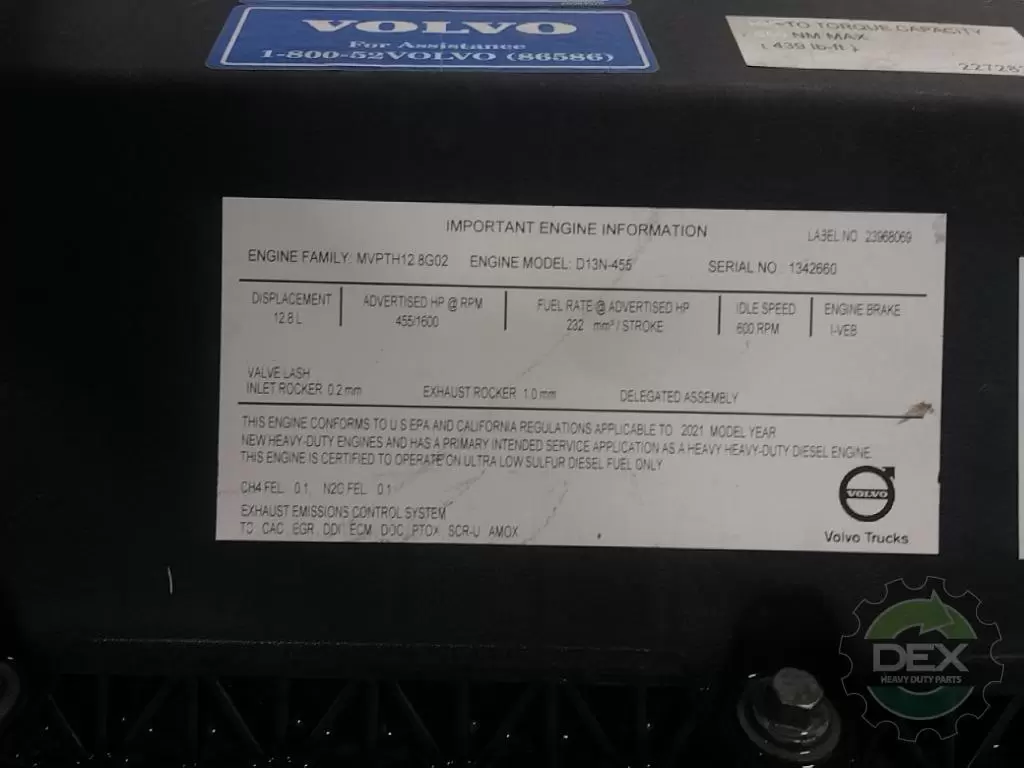 VOLVO
For Assistance
1-800-52VOLVO (86586)
TO TORQUE CAPACITY
NM MAX
( 439 lb-ft )
IMPORTANT ENGINE INFORMATION
LABEL NO 23968069
ENGINE FAMILY: MVPTH12 8G02 ENGINE MODEL: D13N-455 SERIAL NO 1342660
DISPLACEMENT
12.8 L
ADVERTISED HP @ RPM
455/1600
FUEL RATE @ ADVERTISED HP
232 mm³ / STROKE
IDLE SPEED
600 RPM
ENGINE BRAKE
I-VEB
VALVE LASH
INLET ROCKER 0.2 mm EXHAUST ROCKER 1.0 mm DELEGATED ASSEMBLY
THIS ENGINE CONFORMS TO U S EPA AND CALIFORNIA REGULATIONS APPLICABLE TO 2021 MODEL YEAR
NEW HEAVY-DUTY ENGINES AND HAS A PRIMARY INTENDED SERVICE APPLICATION AS A HEAVY HEAVY-DUTY DIESEL ENGINE
THIS ENGINE IS CERTIFIED TO OPERATE ON ULTRA LOW SULFUR DIESEL FUEL ONLY
CH4 FEL 0.1 N2O FEL 0.1
EXHAUST EMISSIONS CONTROL SYSTEM
TC CAC EGR DDI ECM DOC PTOX SCR-U AMOX
VOLVO
Volvo Trucks
DEX
HEAVY DUTY PARTS